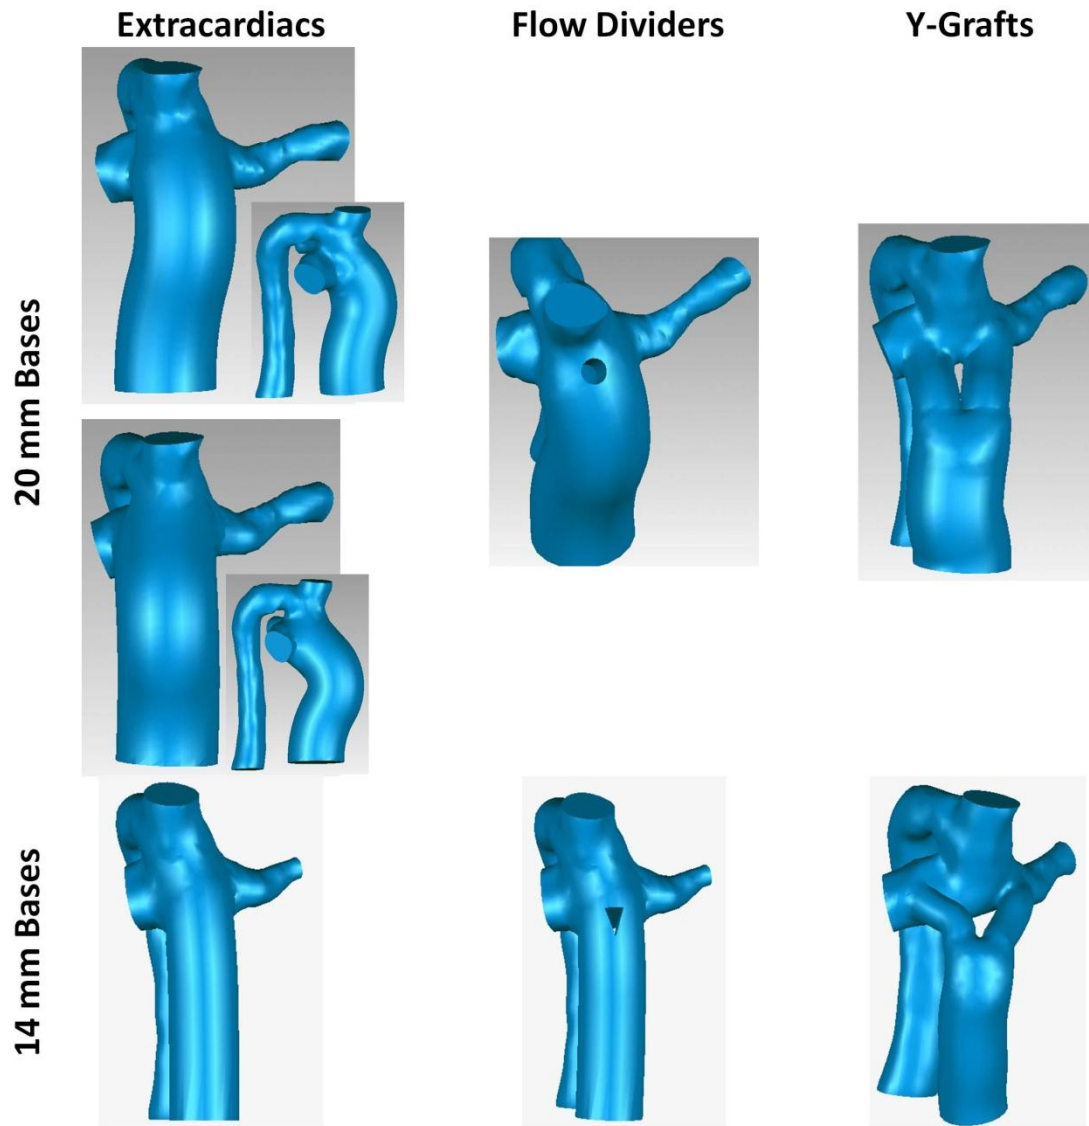 Extracardiacs
Flow Dividers
Y-Grafts
20 mm Bases
14 mm Bases